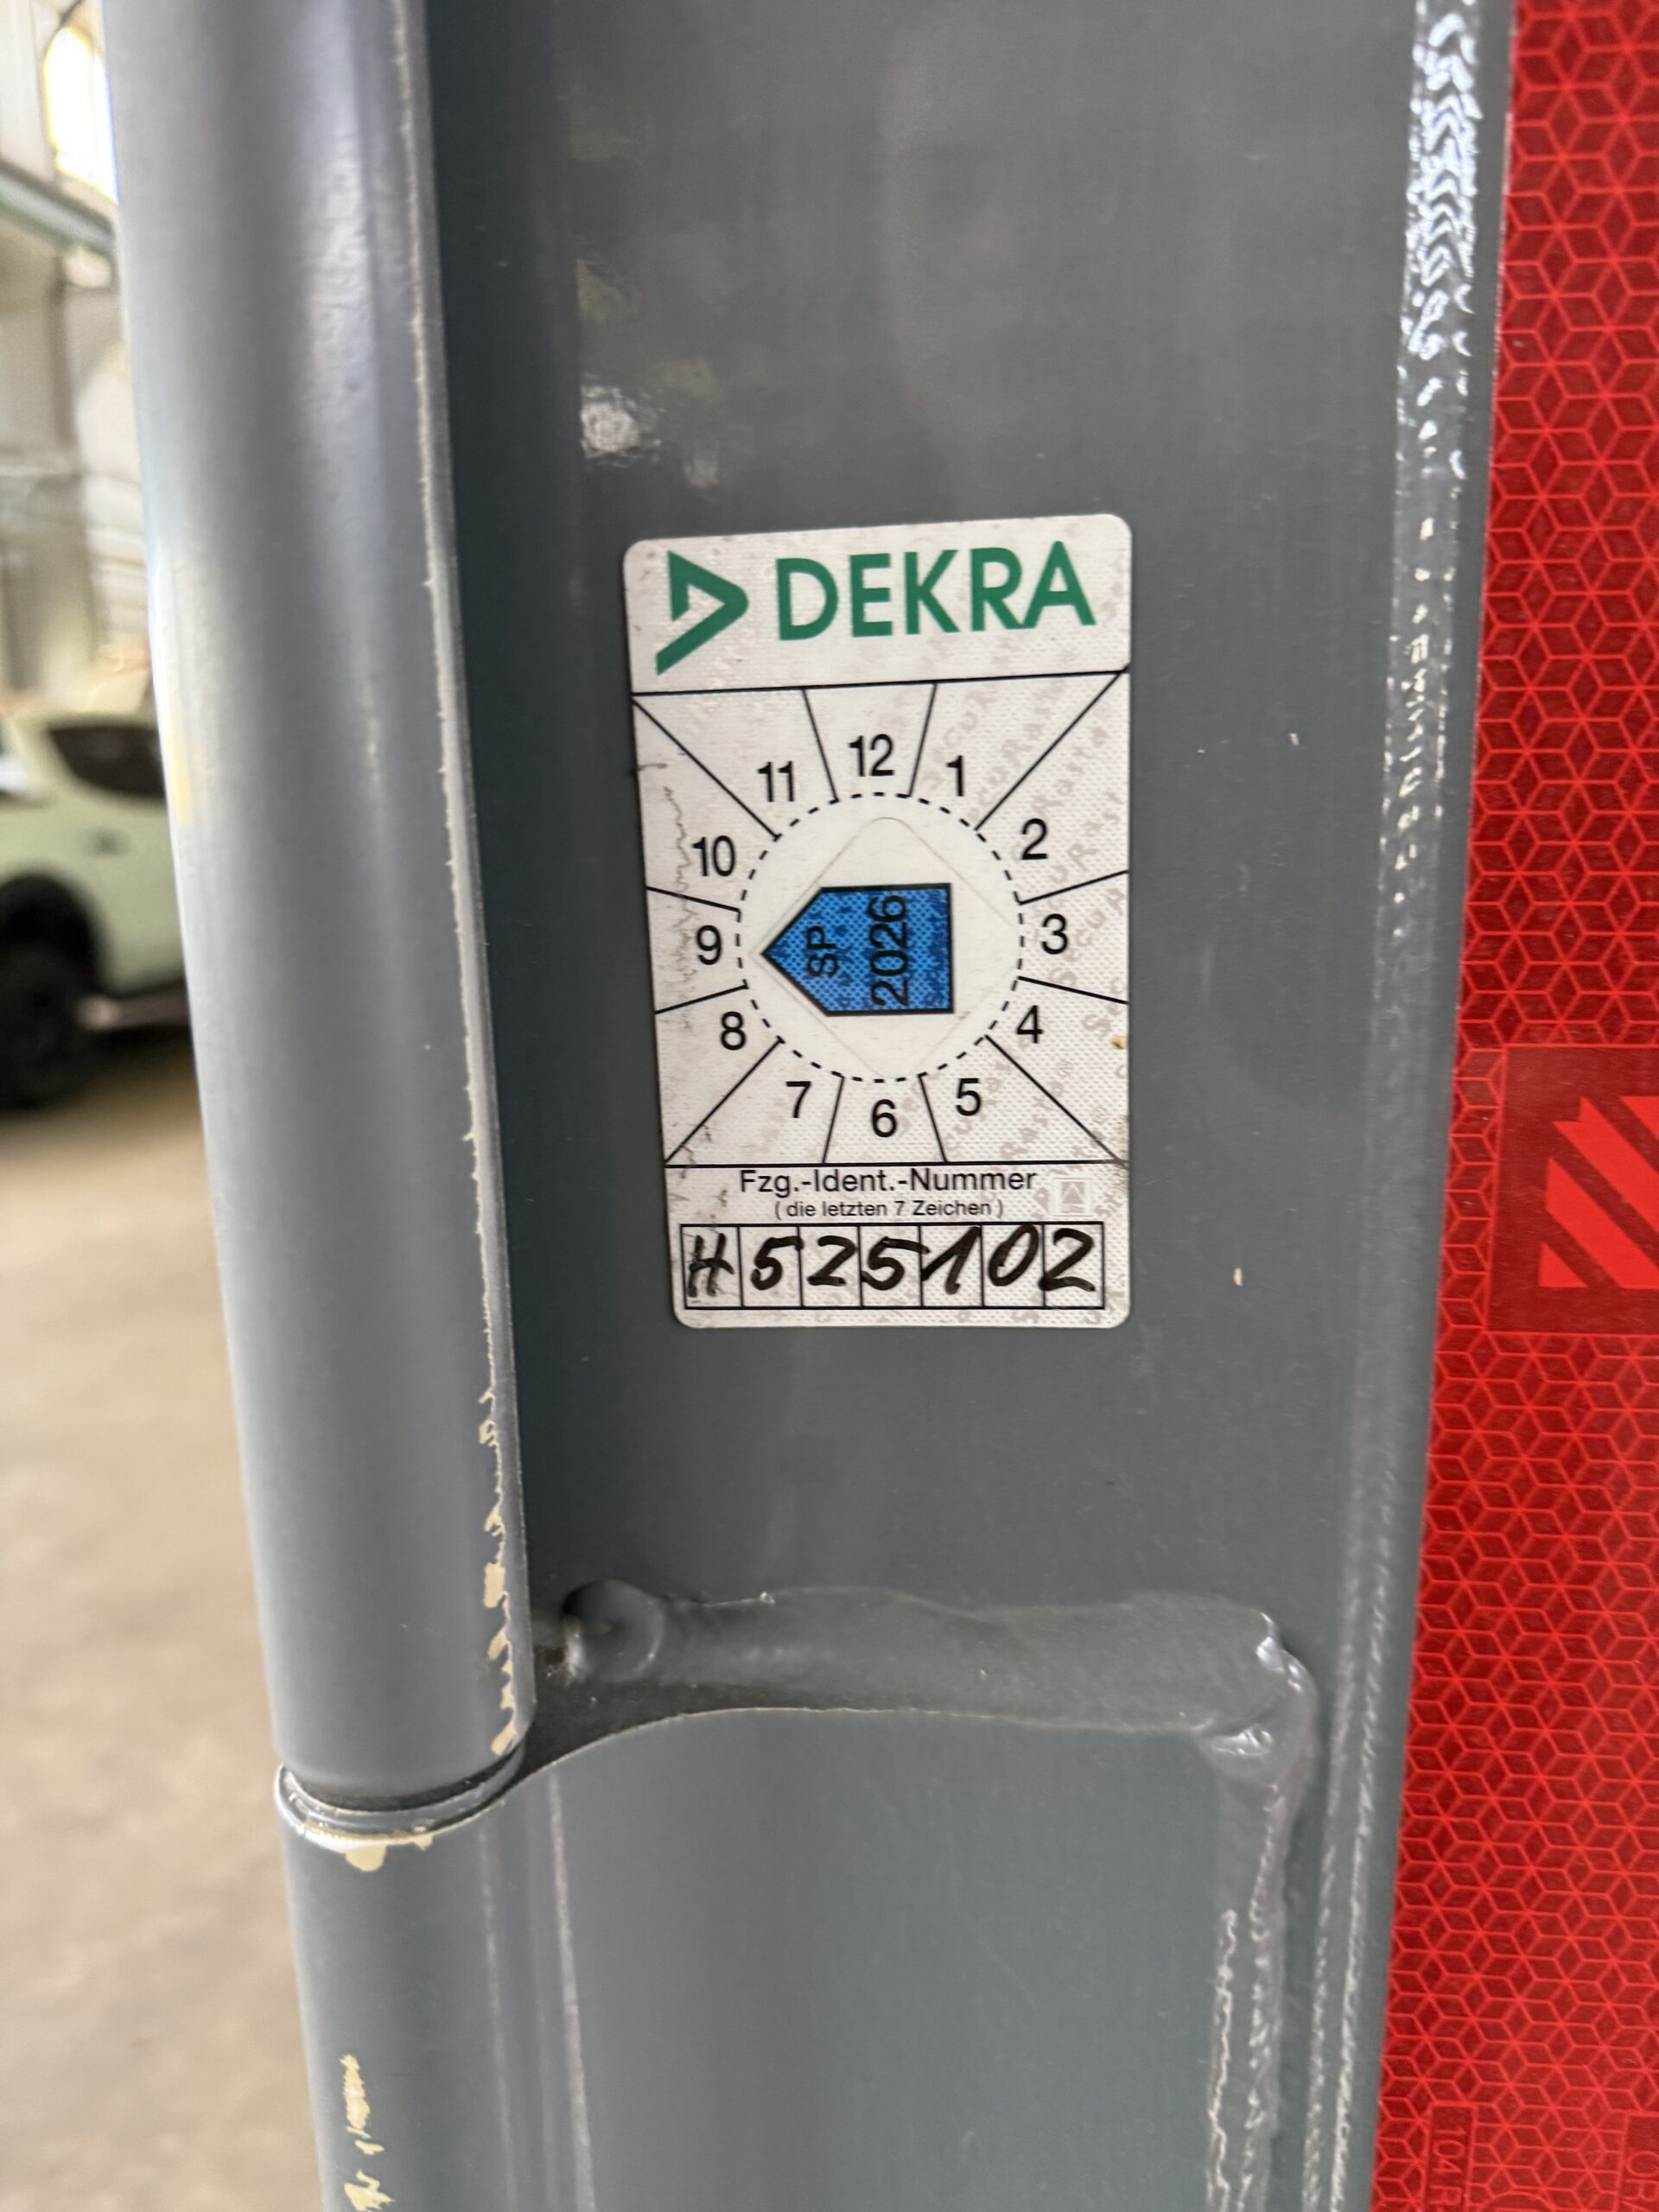 DEKRA
11 12 1
10 2
9 3
8 4
7 6 5
SP
2026
Fzg.-Ident.-Nummer
(die letzten 7 Zeichen)
H525102
104R